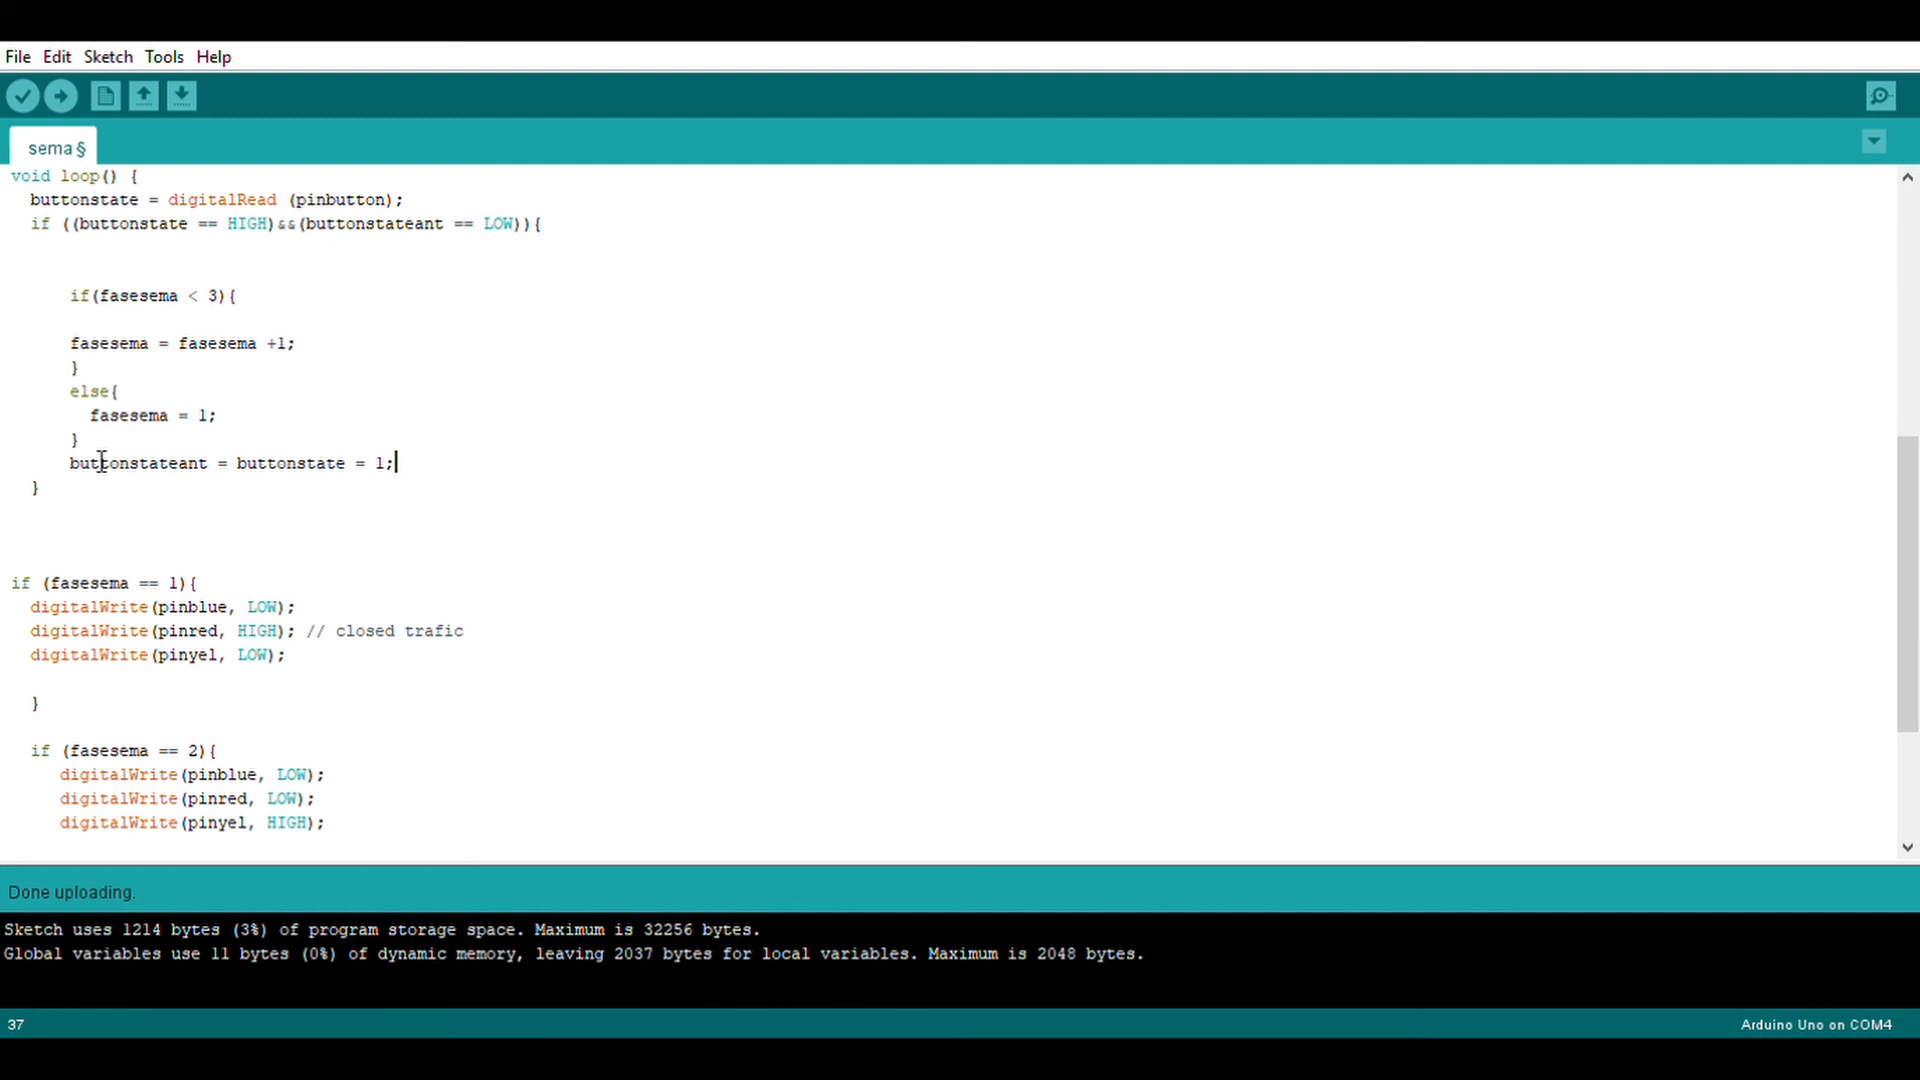 File Edit Sketch Tools Help
sema §
void loop() {
buttonstate = digitalRead (pinbutton);
if ((buttonstate == HIGH)&&(buttonstateant == LOW)){
if(fasesema < 3){
fasesema = fasesema +1;
}
else{
fasesema = 1;
}
buttonstateant = buttonstate = 1;
}
if (fasesema == 1){
digitalWrite(pinblue, LOW);
digitalWrite(pinred, HIGH); // closed trafic
digitalWrite(pinyel, LOW);
}
if (fasesema == 2){
digitalWrite(pinblue, LOW);
digitalWrite(pinred, LOW);
digitalWrite(pinyel, HIGH);
Done uploading.
Sketch uses 1214 bytes (3%) of program storage space. Maximum is 32256 bytes.
Global variables use 11 bytes (0%) of dynamic memory, leaving 2037 bytes for local variables. Maximum is 2048 bytes.
37 Arduino Uno on COM4